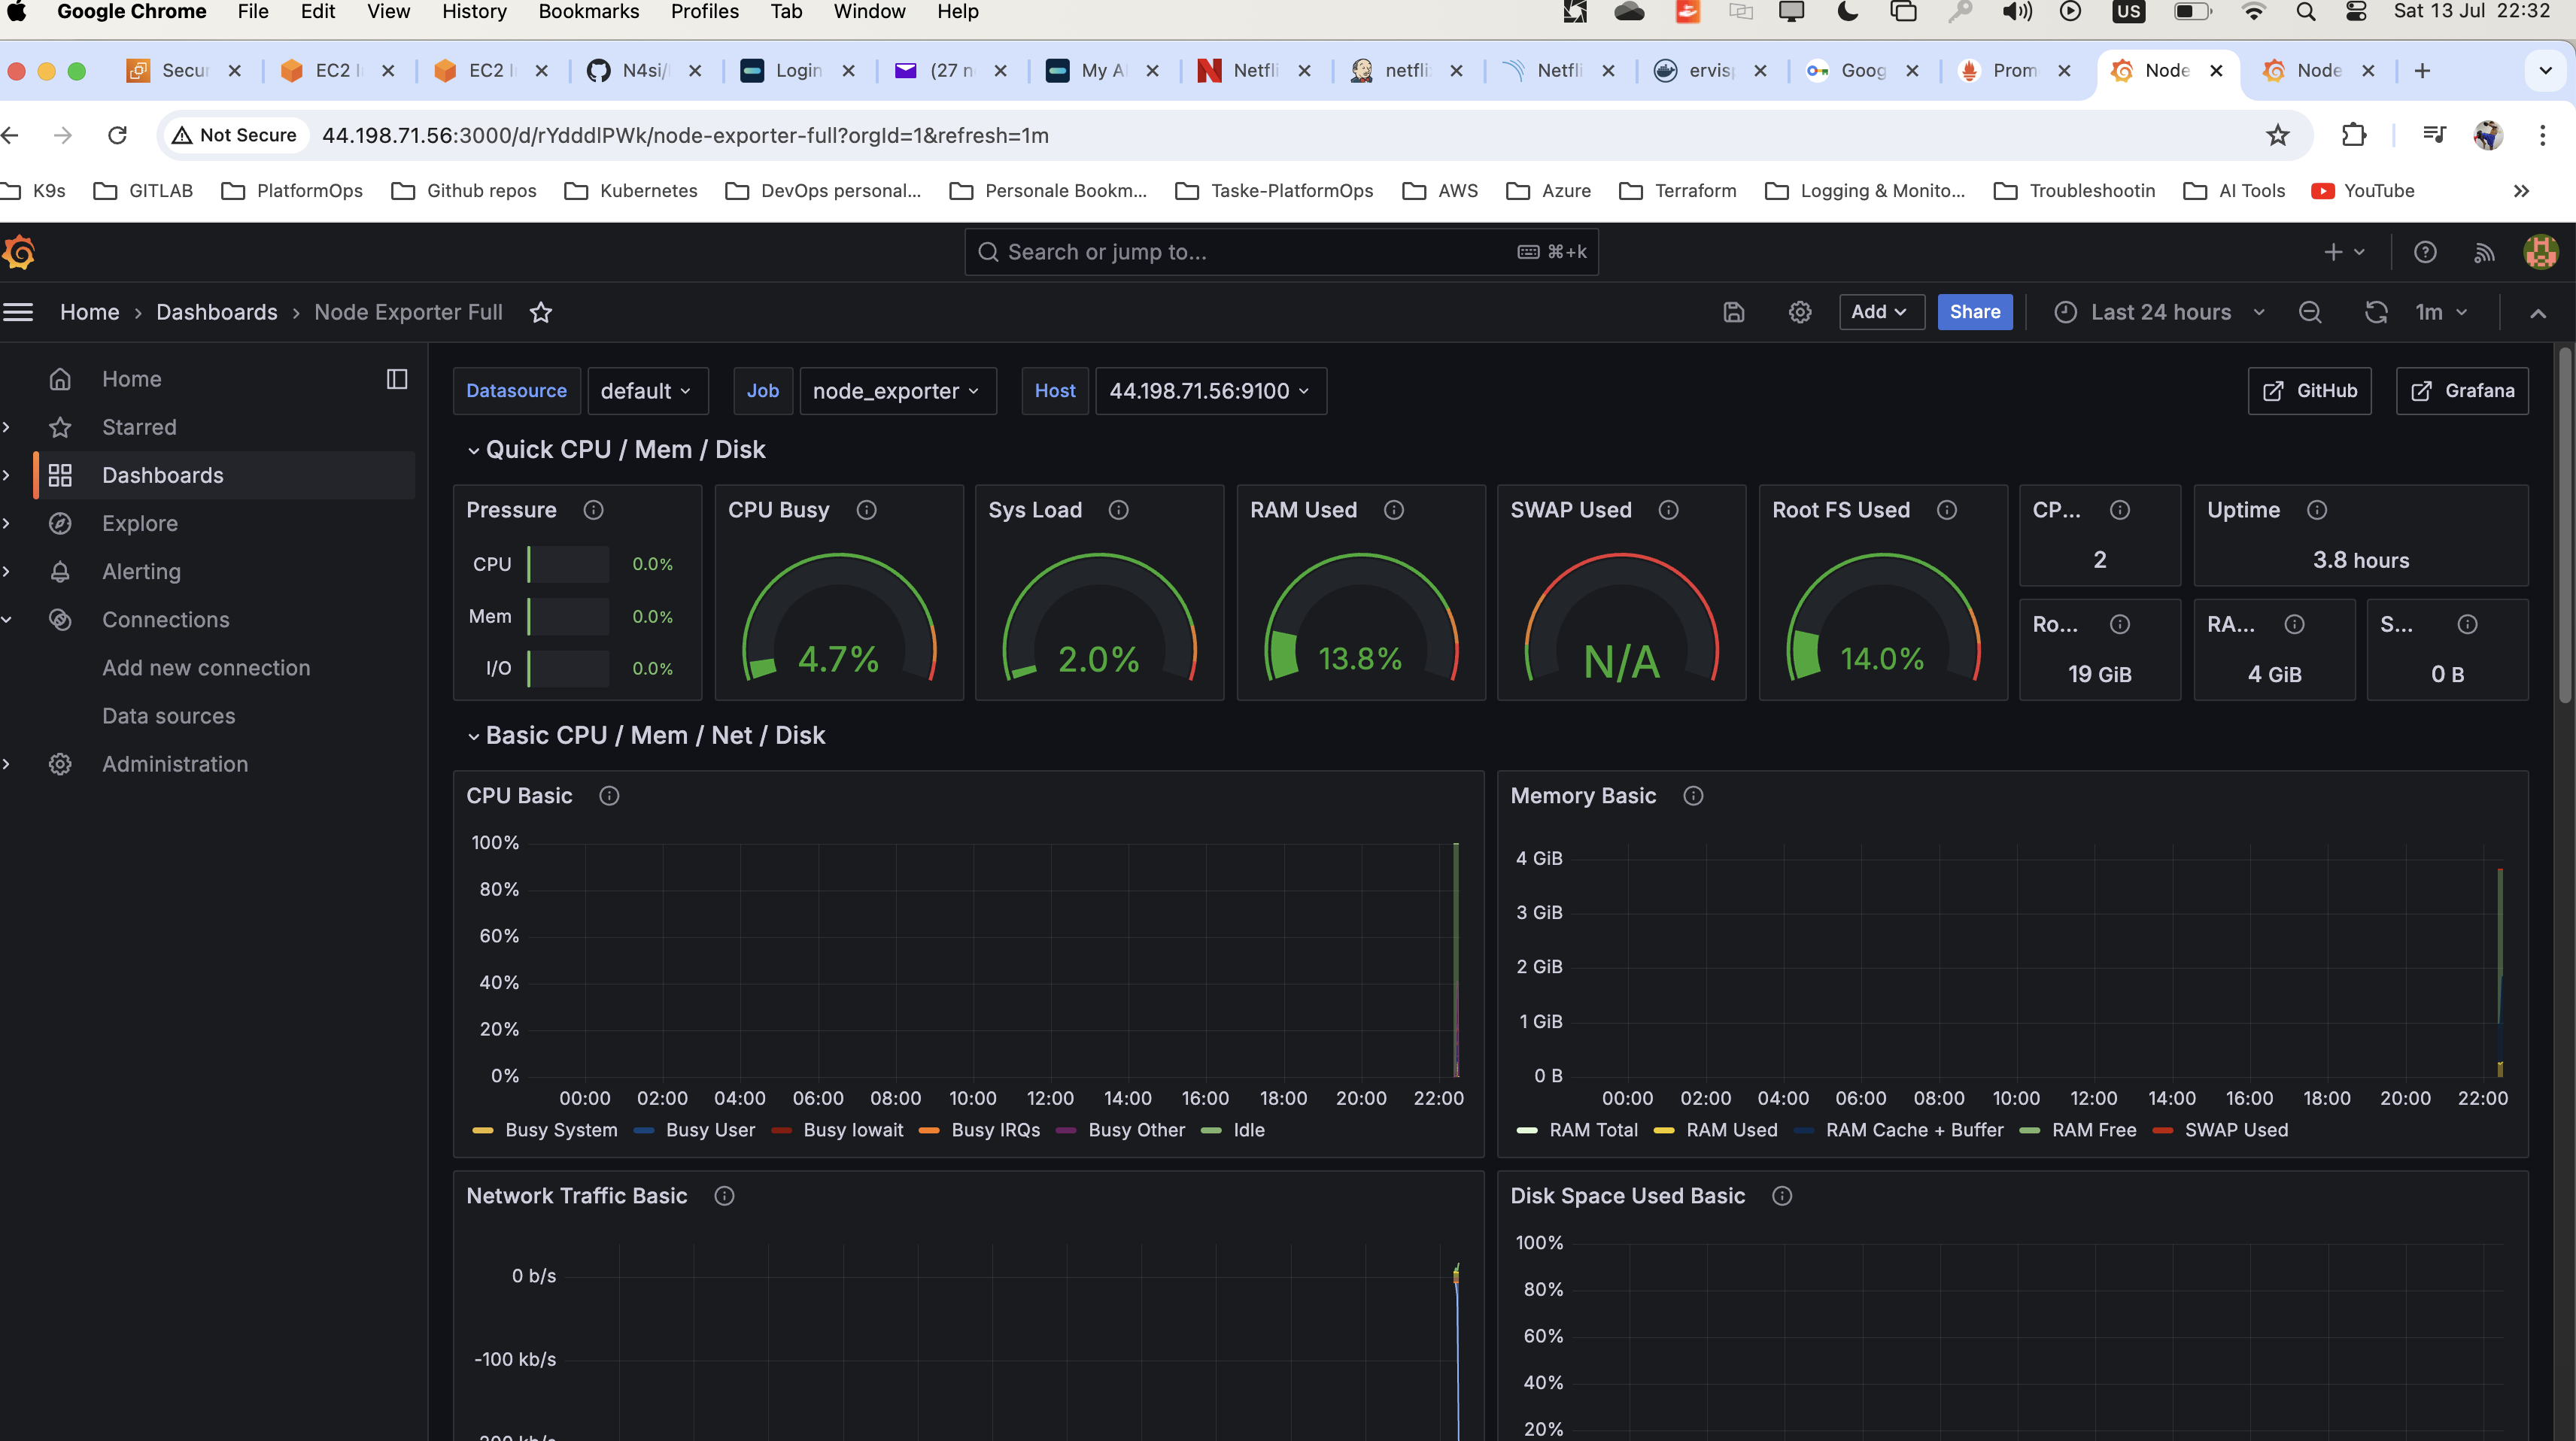 Google Chrome File Edit View History Bookmarks Profiles Tab Window Help US Sat 13 Jul 22:32
Secur EC2 I EC2 I N4si/ Login (27 n My A Netfli netfli Netfli ervisp Goog Prom Node Node
Not Secure 44.198.71.56:3000/d/rYdddlPWk/node-exporter-full?orgId=1&refresh=1m
K9s GITLAB PlatformOps Github repos Kubernetes DevOps personal... Personale Bookm... Taske-PlatformOps AWS Azure Terraform Logging & Monito... Troubleshootin AI Tools YouTube »
Search or jump to... ⌘+k
Home › Dashboards › Node Exporter Full Add Share Last 24 hours 1m
Home
Starred
Dashboards
Explore
Alerting
Connections
Add new connection
Data sources
Administration
Datasource default Job node_exporter Host 44.198.71.56:9100 GitHub Grafana
Quick CPU / Mem / Disk
Pressure
CPU 0.0%
Mem 0.0%
I/O 0.0%
CPU Busy
4.7%
Sys Load
2.0%
RAM Used
13.8%
SWAP Used
N/A
Root FS Used
14.0%
CP...
2
Uptime
3.8 hours
Ro...
19 GiB
RA...
4 GiB
S...
0 B
Basic CPU / Mem / Net / Disk
CPU Basic
100%
80%
60%
40%
20%
0%
00:00 02:00 04:00 06:00 08:00 10:00 12:00 14:00 16:00 18:00 20:00 22:00
Busy System Busy User Busy Iowait Busy IRQs Busy Other Idle
Memory Basic
4 GiB
3 GiB
2 GiB
1 GiB
0 B
00:00 02:00 04:00 06:00 08:00 10:00 12:00 14:00 16:00 18:00 20:00 22:00
RAM Total RAM Used RAM Cache + Buffer RAM Free SWAP Used
Network Traffic Basic
0 b/s
-100 kb/s
Disk Space Used Basic
100%
80%
60%
40%
20%